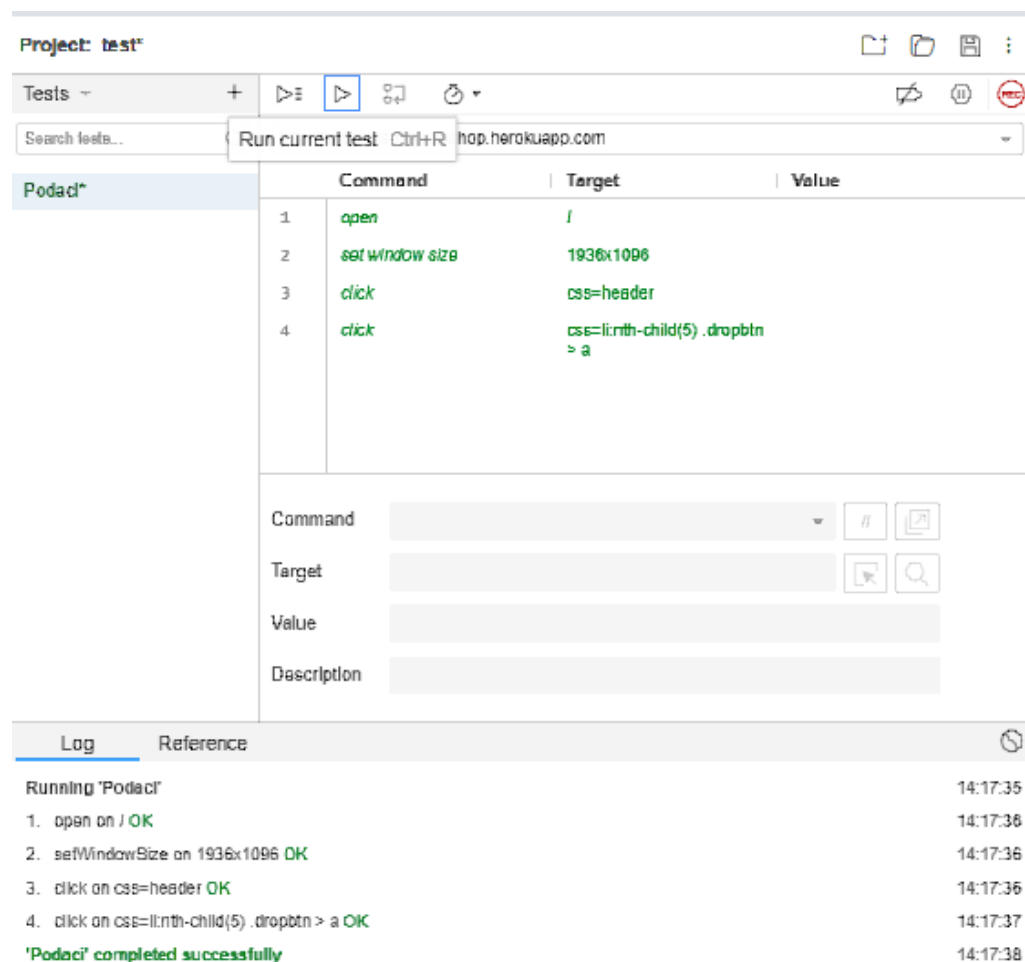 Project: test*
Tests
Search tests...
Run current test Ctrl+R
hop.herokuapp.com
Podaci*
Command Target Value
1 open /
2 set window size 1936x1096
3 click css=header
4 click css=li:nth-child(5) .dropbtn
> a
Command //
Target
Value
Description
Log Reference
Running 'Podaci' 14:17:35
1. open on / OK 14:17:36
2. setWindowSize on 1936x1096 OK 14:17:36
3. click on css=header OK 14:17:36
4. click on css=li:nth-child(5) .dropbtn > a OK 14:17:37
'Podaci' completed successfully 14:17:38
REC